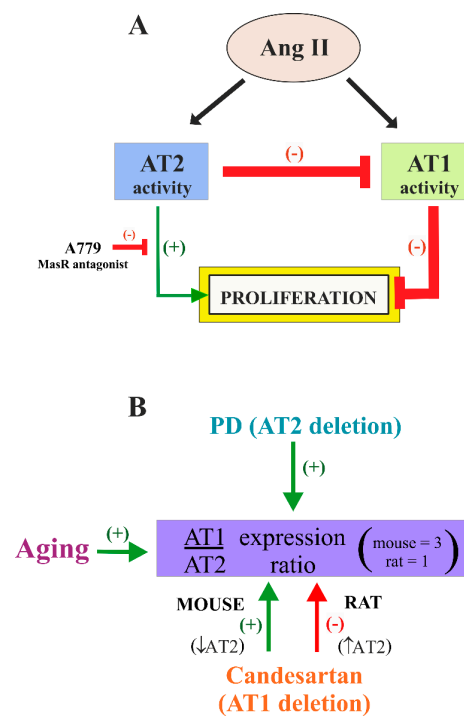 A
Ang II
AT2
activity
(-)
AT1
activity
A779
MasR antagonist
(-)
(+)
(-)
PROLIFERATION
B
PD (AT2 deletion)
(+)
Aging
(+)
AT1
AT2
expression
ratio
mouse = 3
rat = 1
MOUSE
(↓AT2)
(+)
(-)
RAT
(↑AT2)
Candesartan
(AT1 deletion)